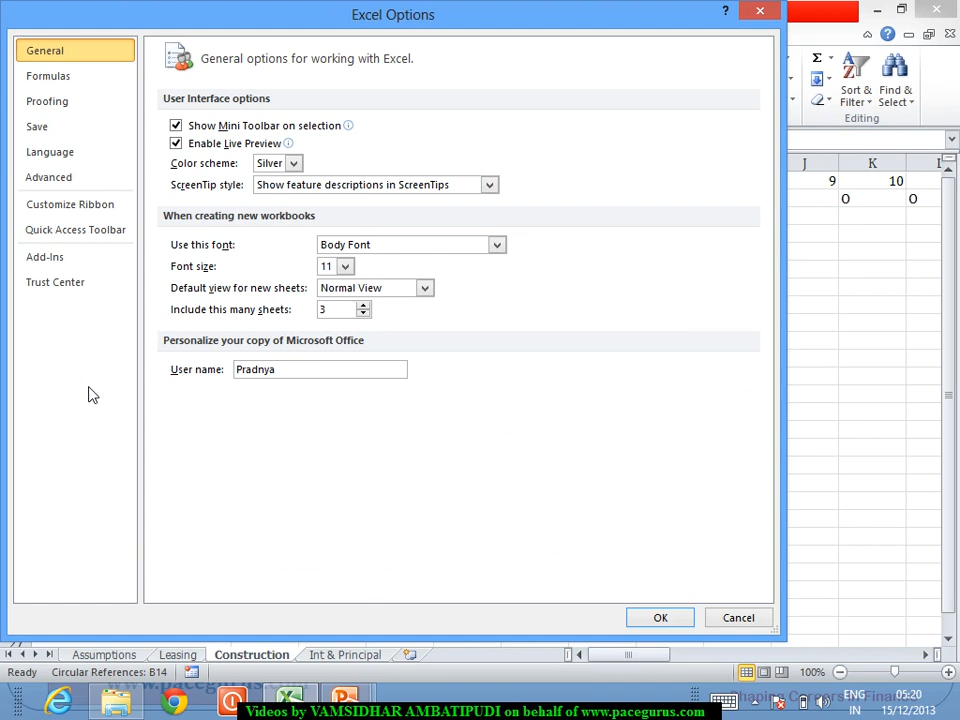 Excel Options
?
General
Formulas
Proofing
Save
Language
Advanced
Customize Ribbon
Quick Access Toolbar
Add-Ins
Trust Center
General options for working with Excel.
User Interface options
Show Mini Toolbar on selection
Enable Live Preview
Color scheme: Silver
ScreenTip style: Show feature descriptions in ScreenTips
When creating new workbooks
Use this font: Body Font
Font size: 11
Default view for new sheets: Normal View
Include this many sheets: 3
Personalize your copy of Microsoft Office
User name: Pradnya
OK Cancel
Σ
Sort & Filter
Find & Select
Editing
J K
9 10
O O
Assumptions Leasing Construction Int & Principal
Ready Circular References: B14 100%
www.pacegurus.com
Shaping Careers
ENG 05:20
IN 15/12/2013
Videos by VAMSIDHAR AMBATIPUDI on behalf of www.pacegurus.com